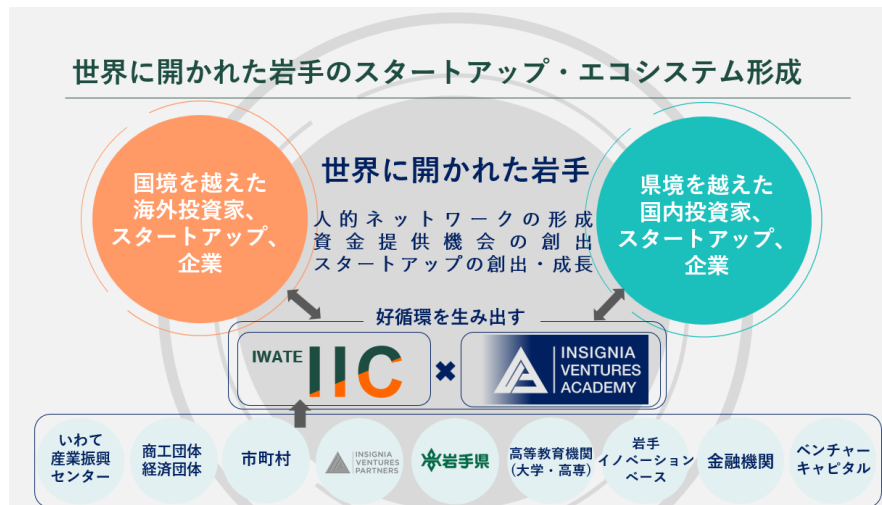 世界に開かれた岩手のスタートアップ・エコシステム形成
国境を越えた
海外投資家、
スタートアップ、
企業
世界に開かれた岩手
人的ネットワークの形成
資金提供機会の創出
スタートアップの創出・成長
県境を越えた
国内投資家、
スタートアップ、
企業
好循環を生み出す
IWATE IIC
×
INSIGNIA
VENTURES
ACADEMY
いわて
産業振興
センター
商工団体
経済団体
市町村
INSIGNIA
VENTURES
PARTNERS
岩手県
高等教育機関
(大学・高専)
岩手
イノベーション
ベース
金融機関
ベンチャー
キャピタル